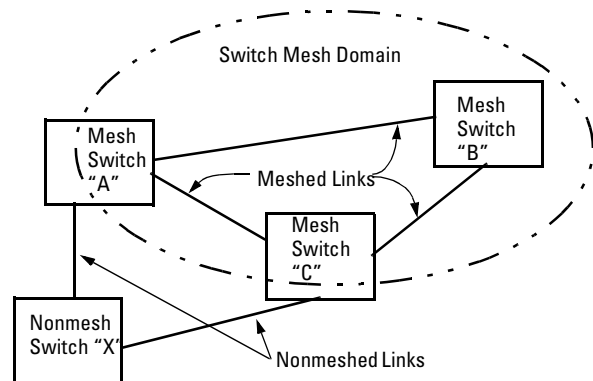 Switch Mesh Domain
Mesh
Switch
“A”
Mesh
Switch
“B”
Meshed Links
Mesh
Switch
“C”
Nonmesh
Switch “X”
Nonmeshed Links